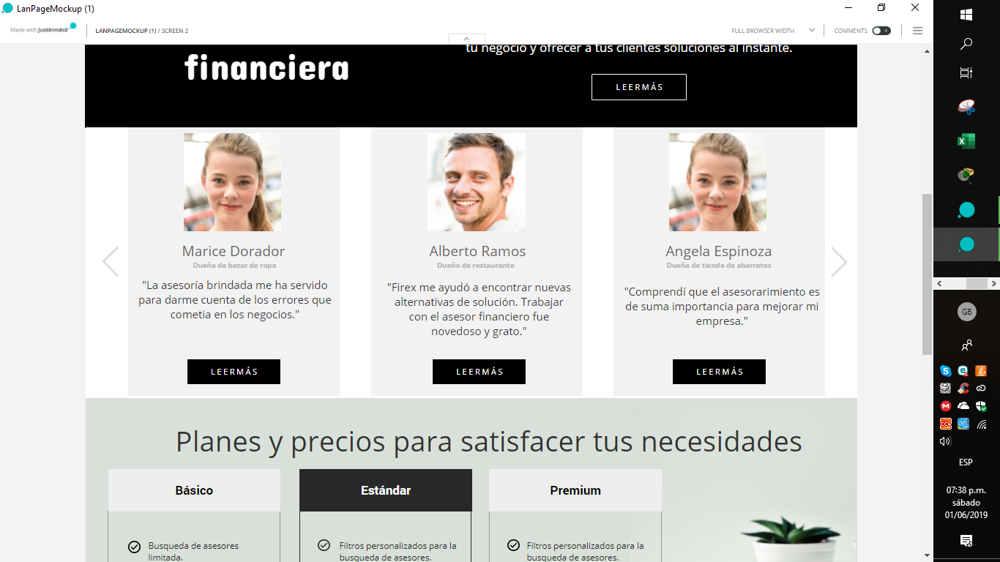 LanPageMockup (1)
Made with Justinmind
LANPAGEMOCKUP (1) / SCREEN 2
FULL BROWSER WIDTH
COMMENTS
tu negocio y ofrecer a tus clientes soluciones al instante.
financiera
LEERMÁS
Marice Dorador
Dueña de bazar de ropa
"La asesoría brindada me ha servido
para darme cuenta de los errores que
cometia en los negocios."
LEERMÁS
Alberto Ramos
Dueño de restaurante
"Firex me ayudó a encontrar nuevas
alternativas de solución. Trabajar
con el asesor financiero fue
novedoso y grato."
LEERMÁS
Angela Espinoza
Dueña de tienda de abarrotes
"Comprendí que el asesorarimiento es
de suma importancia para mejorar mi
empresa."
LEERMÁS
Planes y precios para satisfacer tus necesidades
Básico
Busqueda de asesores
limitada.
Estándar
Filtros personalizados para la
busqueda de asesores.
Premium
Filtros personalizados para la
busqueda de asesores.
GB
ESP
07:38 p.m.
sábado
01/06/2019